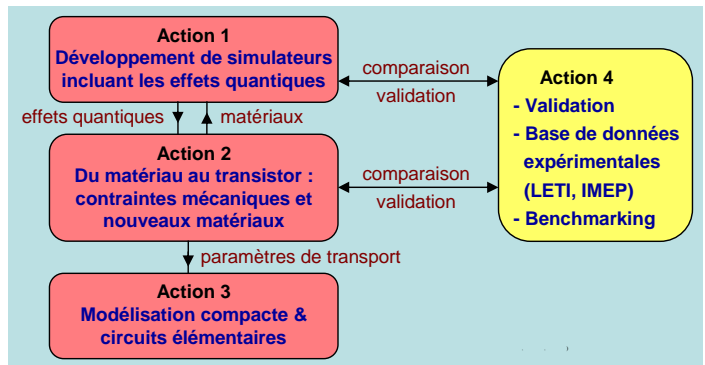 Action 1
Développement de simulateurs
incluant les effets quantiques
effets quantiques
matériaux
Action 2
Du matériau au transistor :
contraintes mécaniques et
nouveaux matériaux
paramètres de transport
Action 3
Modélisation compacte &
circuits élémentaires
comparaison
validation
comparaison
validation
Action 4
- Validation
- Base de données
expérimentales
(LETI, IMEP)
- Benchmarking